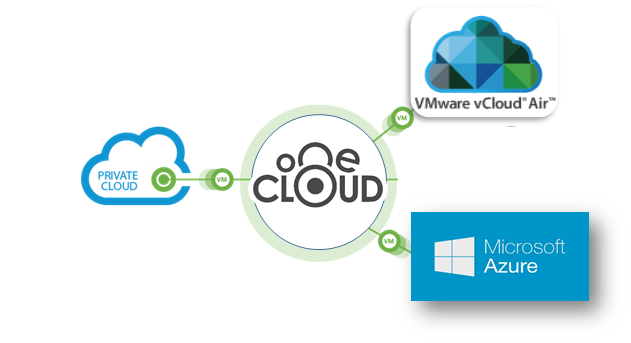 VMware vCloud® Air™
VM
PRIVATE
CLOUD
VM
one
CLOUD
VM
Microsoft
Azure